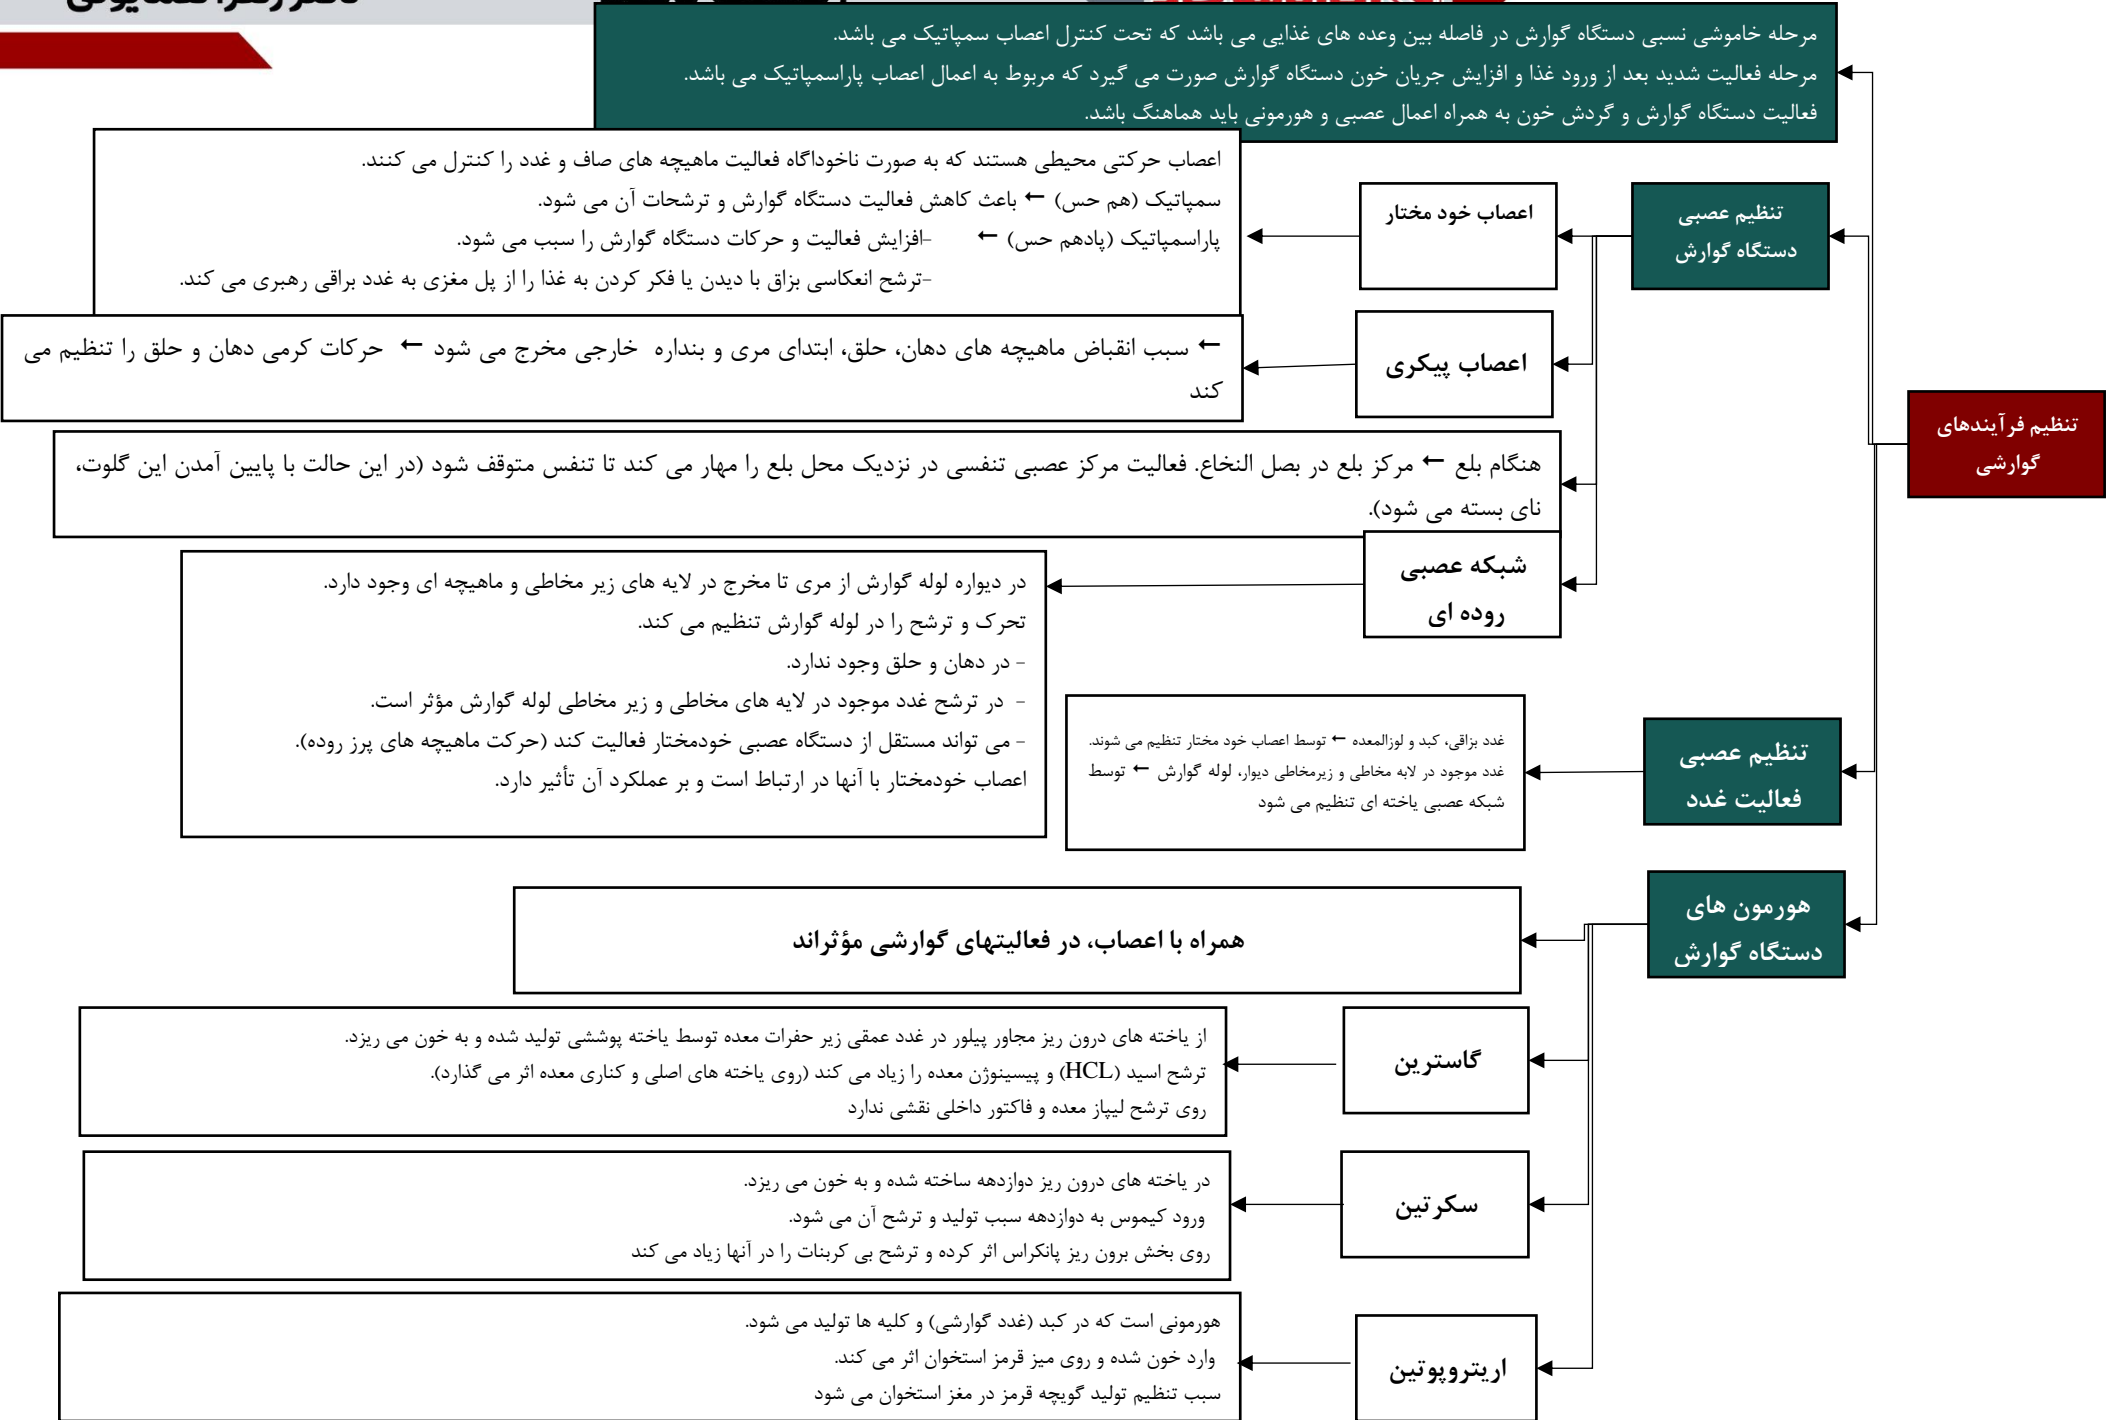 مرحله خاموشی نسبی دستگاه گوارش در فاصله بین وعده های غذایی می باشد که تحت کنترل اعصاب سمپاتیک می باشد.
مرحله فعالیت شدید بعد از ورود غذا و افزایش جریان خون دستگاه گوارش صورت می گیرد که مربوط به اعمال اعصاب پاراسمپاتیک می باشد.
فعالیت دستگاه گوارش و گردش خون به همراه اعمال عصبی و هورمونی باید هماهنگ باشد.
تنظیم فرآیندهای
گوارشی
تنظیم عصبی
دستگاه گوارش
اعصاب خود مختار
اعصاب حرکتی محیطی هستند که به صورت ناخوداگاه فعالیت ماهیچه های صاف و غدد را کنترل می کنند.
سمپاتیک (هم حس) ← باعث کاهش فعالیت دستگاه گوارش و ترشحات آن می شود.
پاراسمپاتیک (پادهم حس) ← -افزایش فعالیت و حرکات دستگاه گوارش را سبب می شود.
-ترشح انعکاسی بزاق با دیدن یا فکر کردن به غذا را از پل مغزی به غدد براقی رهبری می کند.
اعصاب پیکری
← سبب انقباض ماهیچه های دهان، حلق، ابتدای مری و بنداره خارجی مخرج می شود ← حرکات کرمی دهان و حلق را تنظیم می
کند
هنگام بلع ← مرکز بلع در بصل النخاع. فعالیت مرکز عصبی تنفسی در نزدیک محل بلع را مهار می کند تا تنفس متوقف شود (در این حالت با پایین آمدن این گلوت،
نای بسته می شود).
شبکه عصبی
روده ای
در دیواره لوله گوارش از مری تا مخرج در لایه های زیر مخاطی و ماهیچه ای وجود دارد.
تحرک و ترشح را در لوله گوارش تنظیم می کند.
- در دهان و حلق وجود ندارد.
- در ترشح غدد موجود در لایه های مخاطی و زیر مخاطی لوله گوارش مؤثر است.
- می تواند مستقل از دستگاه عصبی خودمختار فعالیت کند (حرکت ماهیچه های پرز روده).
اعصاب خودمختار با آنها در ارتباط است و بر عملکرد آن تأثیر دارد.
تنظیم عصبی
فعالیت غدد
غدد بزاقی، کبد و لوزالمعده ← توسط اعصاب خود مختار تنظیم می شوند.
غدد موجود در لابه مخاطی و زیرمخاطی دیوار، لوله گوارش ← توسط
شبکه عصبی یاخته ای تنظیم می شود
هورمون های
دستگاه گوارش
همراه با اعصاب، در فعالیتهای گوارشی مؤثراند
گاسترین
از یاخته های درون ریز مجاور پیلور در غدد عمقی زیر حفرات معده توسط یاخته پوششی تولید شده و به خون می ریزد.
ترشح اسید (HCL) و پیسینوژن معده را زیاد می کند (روی یاخته های اصلی و کناری معده اثر می گذارد).
روی ترشح لیپاز معده و فاکتور داخلی نقشی ندارد
سکرتین
در یاخته های درون ریز دوازدهه ساخته شده و به خون می ریزد.
ورود کیموس به دوازدهه سبب تولید و ترشح آن می شود.
روی بخش برون ریز پانکراس اثر کرده و ترشح بی کربنات را در آنها زیاد می کند
اریتروپوتین
هورمونی است که در کبد (غدد گوارشی) و کلیه ها تولید می شود.
وارد خون شده و روی میز قرمز استخوان اثر می کند.
سبب تنظیم تولید گویچه قرمز در مغز استخوان می شود